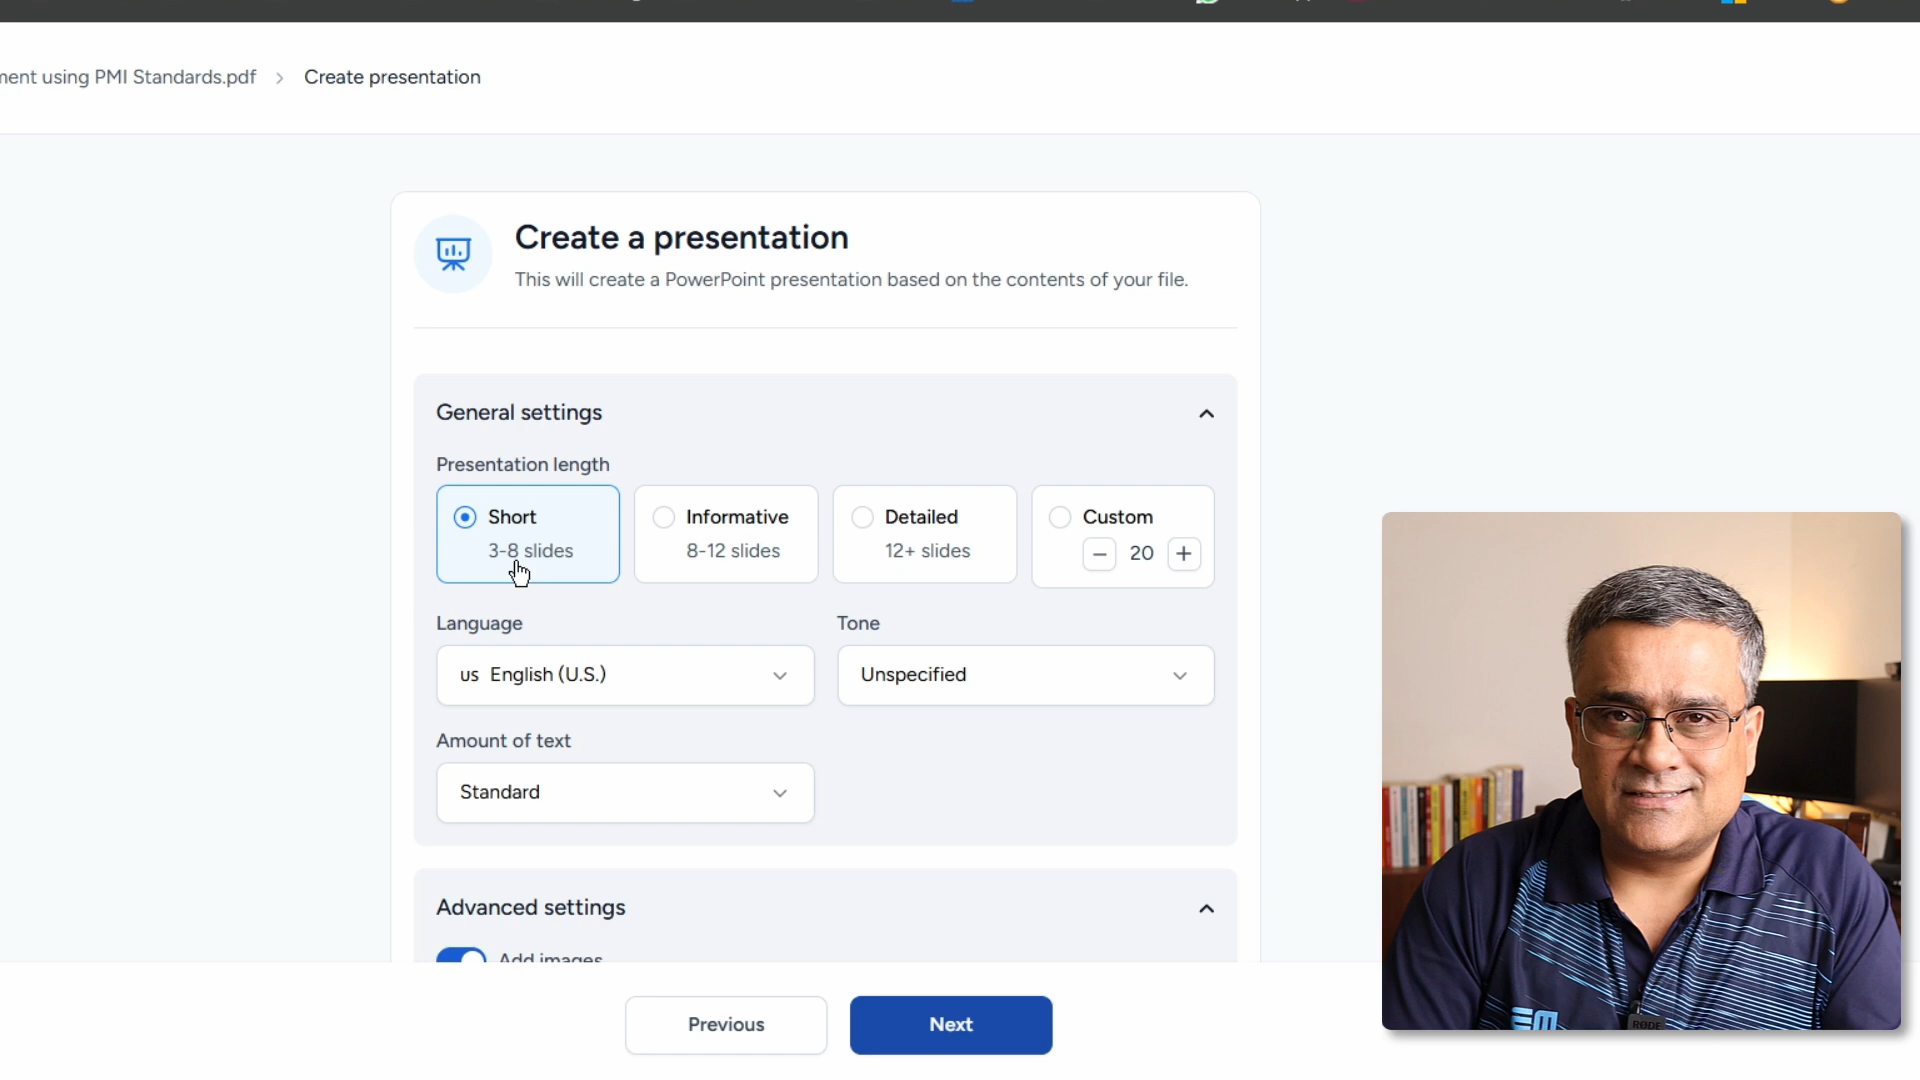 ment using PMI Standards.pdf > Create presentation
Create a presentation
This will create a PowerPoint presentation based on the contents of your file.
General settings
Presentation length
Short
3-8 slides
Informative
8-12 slides
Detailed
12+ slides
Custom
− 20 +
Language
Tone
us English (U.S.)
Unspecified
Amount of text
Standard
Advanced settings
Add images
Previous
Next
RØDE